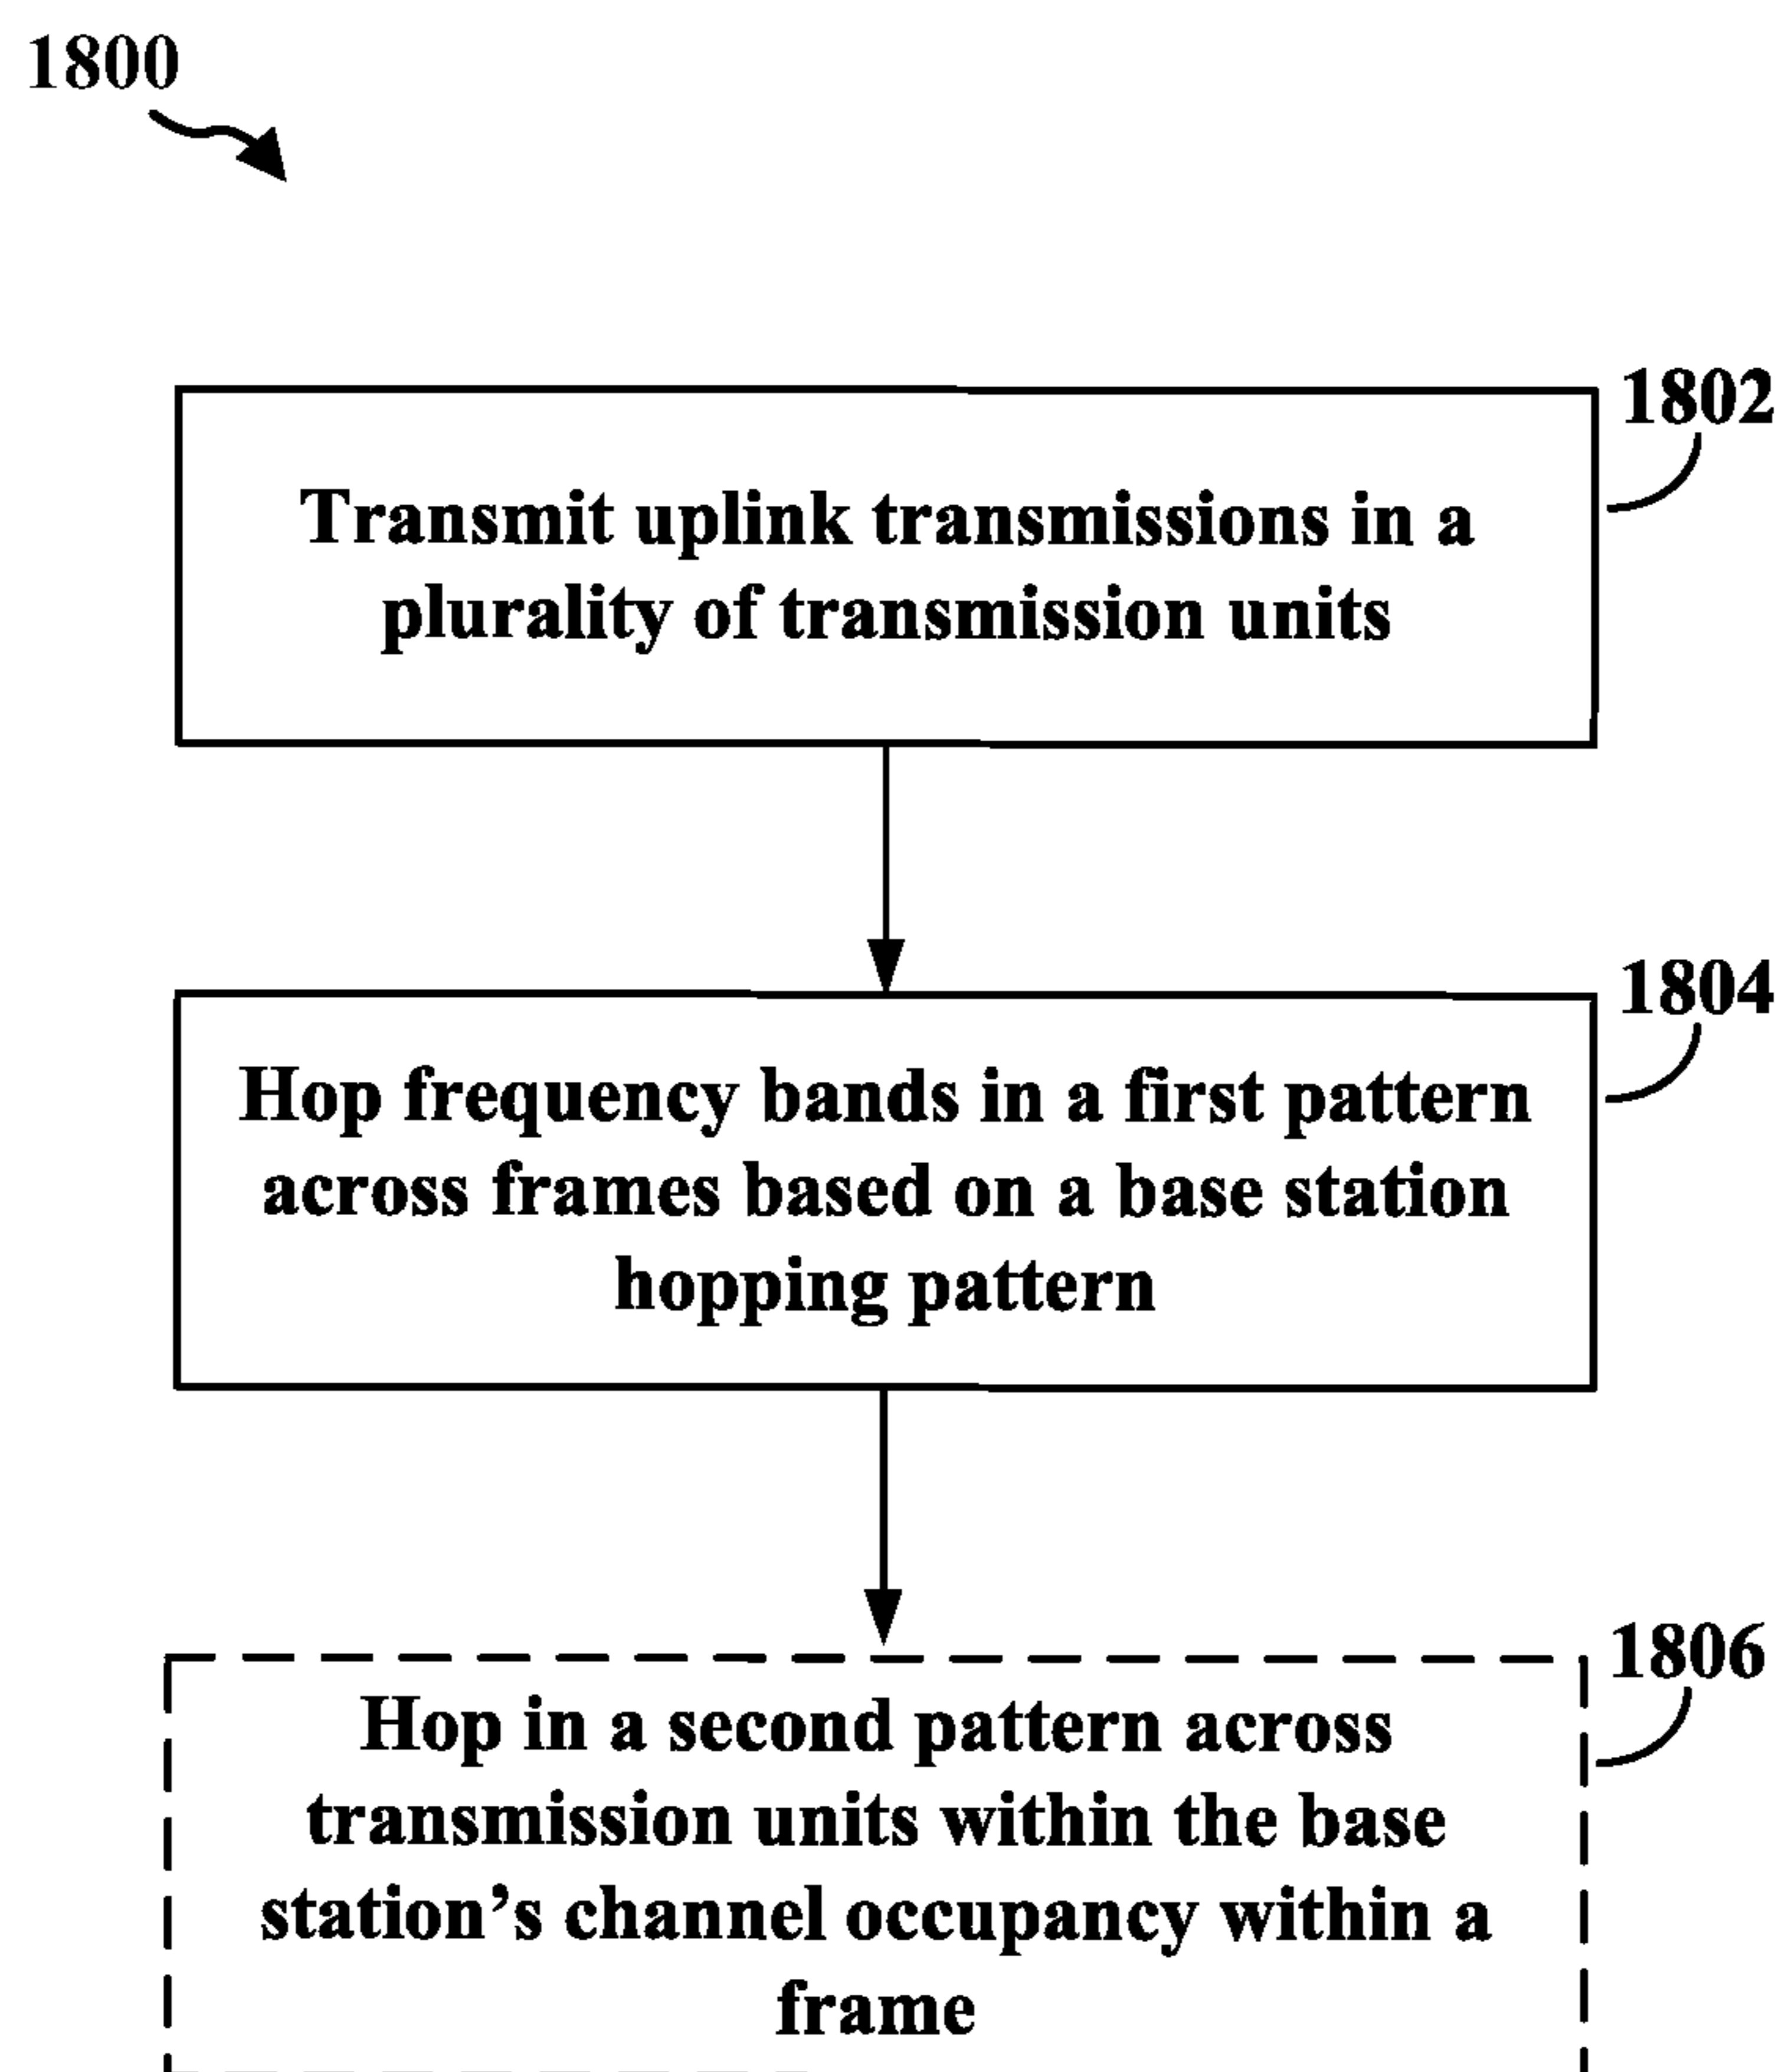 1800
1802
Transmit uplink transmissions in a
plurality of transmission units
1804
Hop frequency bands in a first pattern
across frames based on a base station
hopping pattern
1806
Hop in a second pattern across
transmission units within the base
station’s channel occupancy within a
frame